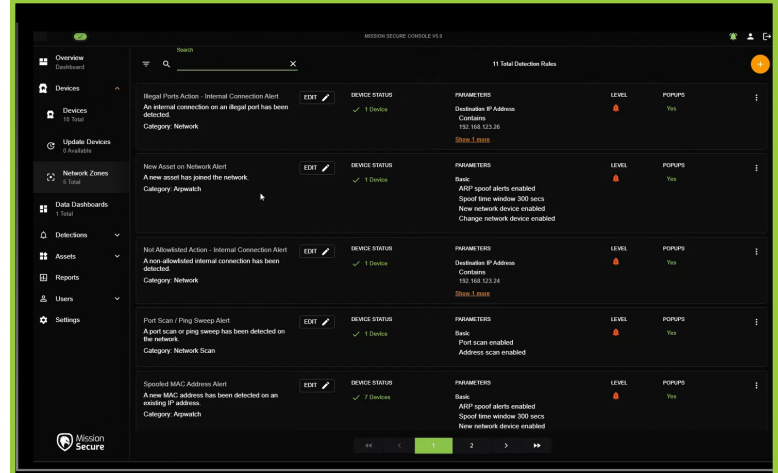 MISSION SECURE CONSOLE V5.0
Overview
Dashboard
Devices
Devices
10 Total
Update Devices
0 Available
Network Zones
5 Total
Data Dashboards
1 Total
Detections
Assets
Reports
Users
Settings
Mission
Secure
Search
11 Total Detection Rules
Illegal Ports Action - Internal Connection Alert
An internal connection on an illegal port has been
detected.
Category: Network
EDIT
DEVICE STATUS
1 Device
PARAMETERS
Destination IP Address
Contains
192.168.123.26
Show 1 more
LEVEL
POPUPS
Yes
New Asset on Network Alert
A new asset has joined the network.
Category: Arpwatch
EDIT
DEVICE STATUS
1 Device
PARAMETERS
Basic
ARP spoof alerts enabled
Spoof time window 300 secs
New network device enabled
Change network device enabled
LEVEL
POPUPS
Yes
Not Allowlisted Action - Internal Connection Alert
A non-allowlisted internal connection has been
detected.
Category: Network
EDIT
DEVICE STATUS
1 Device
PARAMETERS
Destination IP Address
Contains
192.168.123.24
Show 1 more
LEVEL
POPUPS
Yes
Port Scan / Ping Sweep Alert
A port scan or ping sweep has been detected on
the network.
Category: Network Scan
EDIT
DEVICE STATUS
1 Device
PARAMETERS
Basic
Port scan enabled
Address scan enabled
LEVEL
POPUPS
Yes
Spoofed MAC Address Alert
A new MAC address has been detected on an
existing IP address.
Category: Arpwatch
EDIT
DEVICE STATUS
7 Devices
PARAMETERS
Basic
ARP spoof alerts enabled
Spoof time window 300 secs
New network device enabled
LEVEL
POPUPS
Yes
1 2